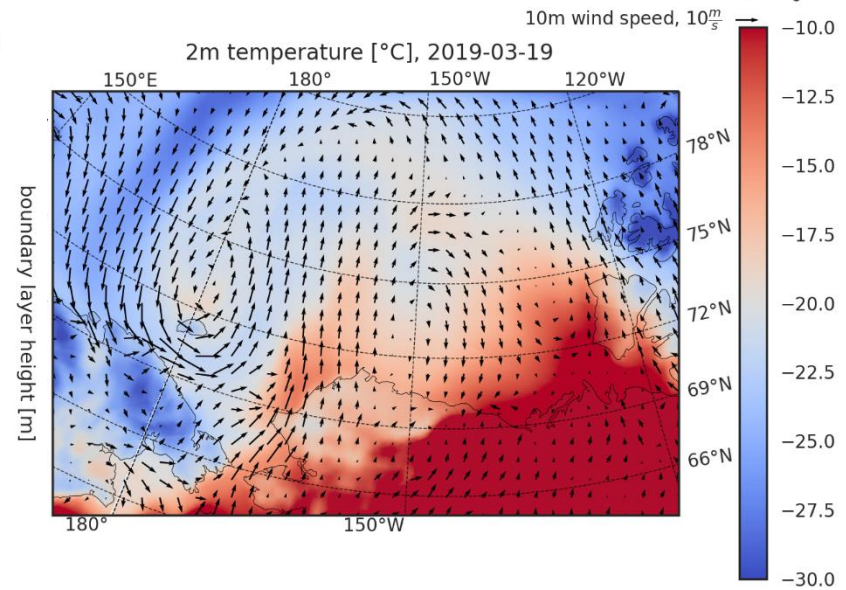 10m wind speed, 10 m/s
2m temperature [°C], 2019-03-19
150°E 180° 150°W 120°W
78°N
75°N
72°N
69°N
66°N
180° 150°W
boundary layer height [m]
−10.0
−12.5
−15.0
−17.5
−20.0
−22.5
−25.0
−27.5
−30.0